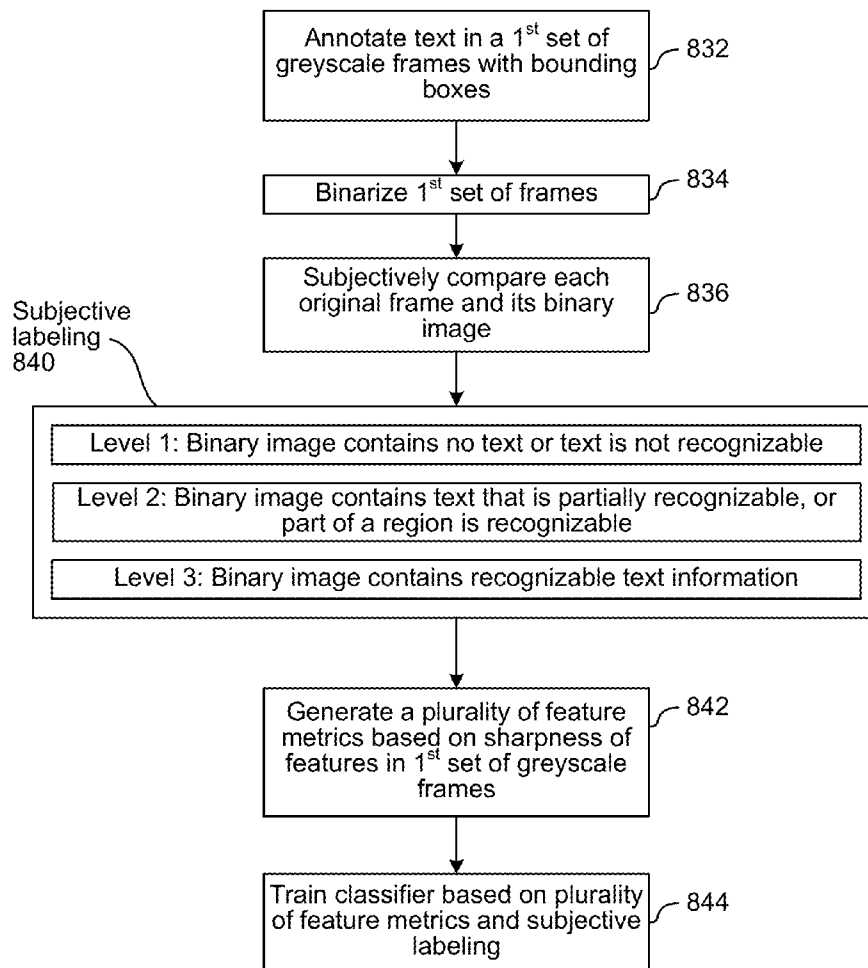 Annotate text in a 1st set of
greyscale frames with bounding
boxes
832
Binarize 1st set of frames
834
Subjectively compare each
original frame and its binary
image
836
Subjective
labeling
840
Level 1: Binary image contains no text or text is not recognizable
Level 2: Binary image contains text that is partially recognizable, or
part of a region is recognizable
Level 3: Binary image contains recognizable text information
Generate a plurality of feature
metrics based on sharpness of
features in 1st set of greyscale
frames
842
Train classifier based on plurality
of feature metrics and subjective
labeling
844